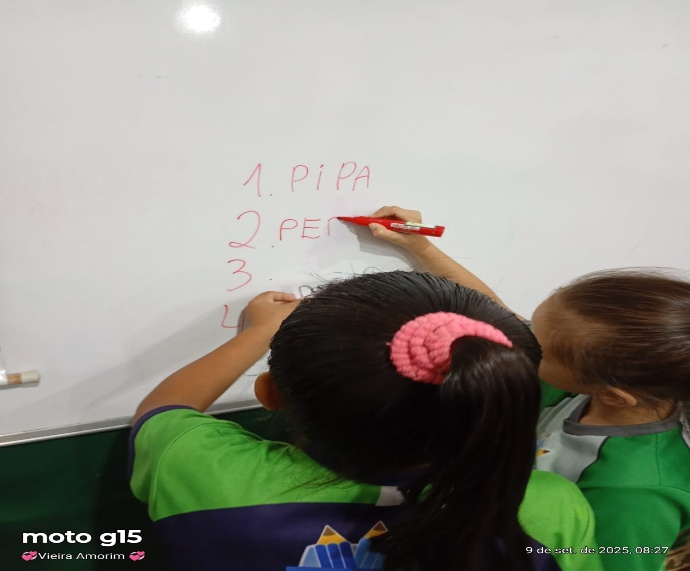 1. PiPA
2. PE
3.
moto g15
Vieira Amorim
9 de set. de 2025, 08:27